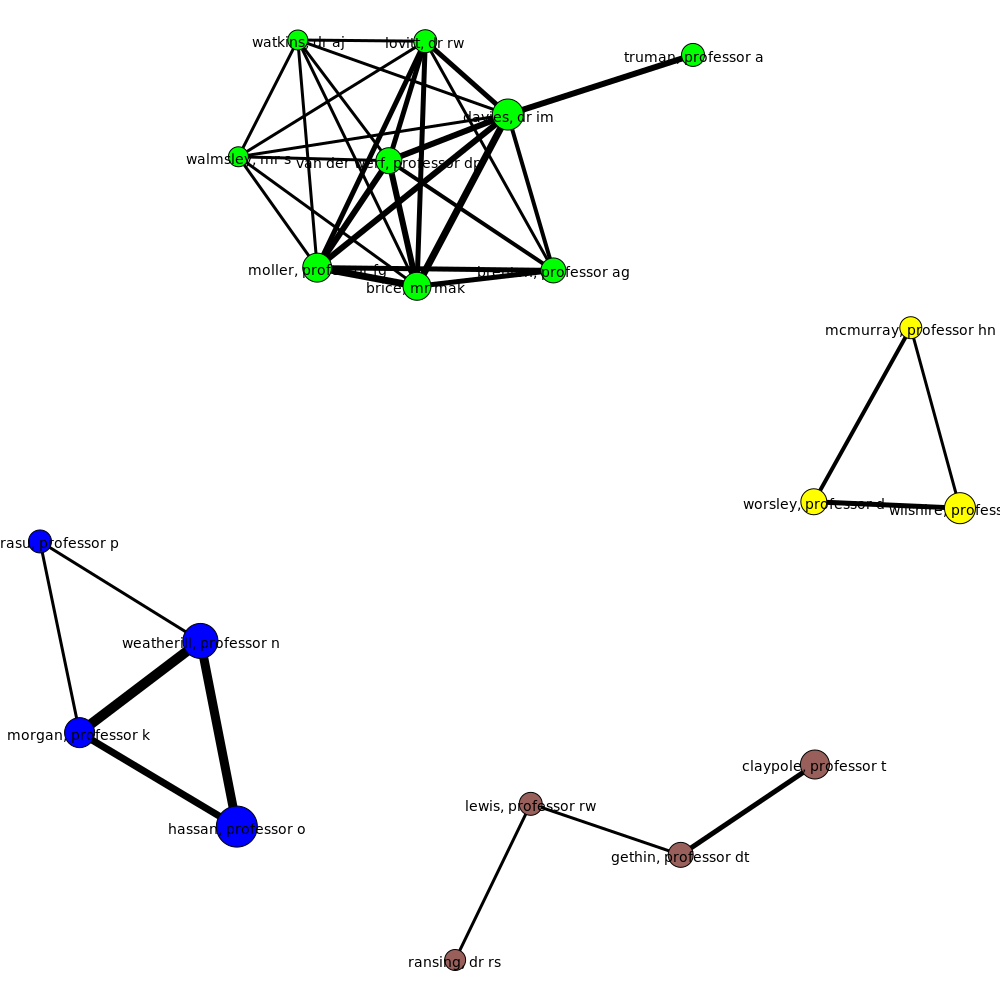 watkins, dr aj
lovitt, dr rw
truman, professor a
davies, dr im
walmsley, mr s
van der werf, professor dp
moller, professor fg
professor ag
brice, mr mak
mcmurray, professor hn
worsley, professor d
wilshire, profess
rasu, professor p
weatherill, professor n
morgan, professor k
claypole, professor t
lewis, professor rw
hassan, professor o
gethin, professor dt
ransing, dr rs